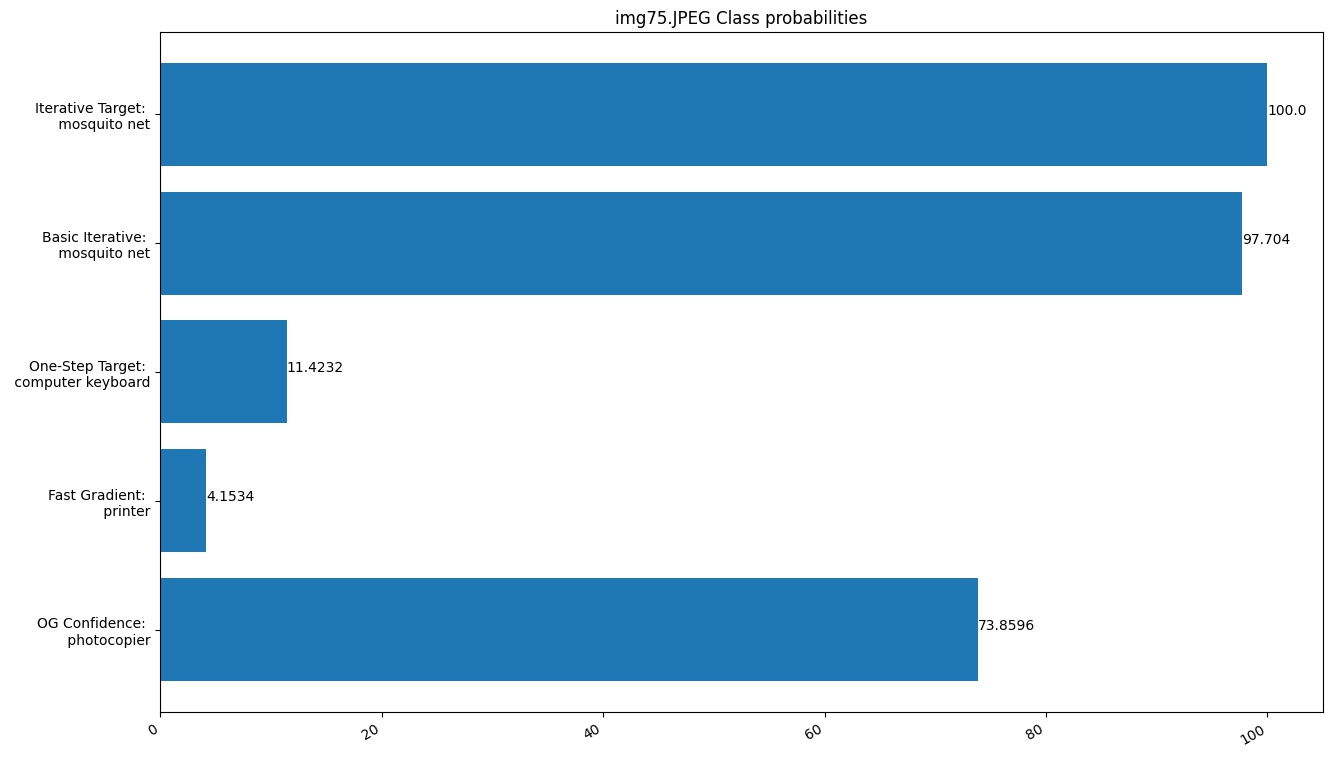 img75.JPEG Class probabilities
Iterative Target:
mosquito net
100.0
Basic Iterative:
mosquito net
97.704
One-Step Target:
computer keyboard
11.4232
Fast Gradient:
printer
4.1534
OG Confidence:
photocopier
73.8596
0
20
40
60
80
100